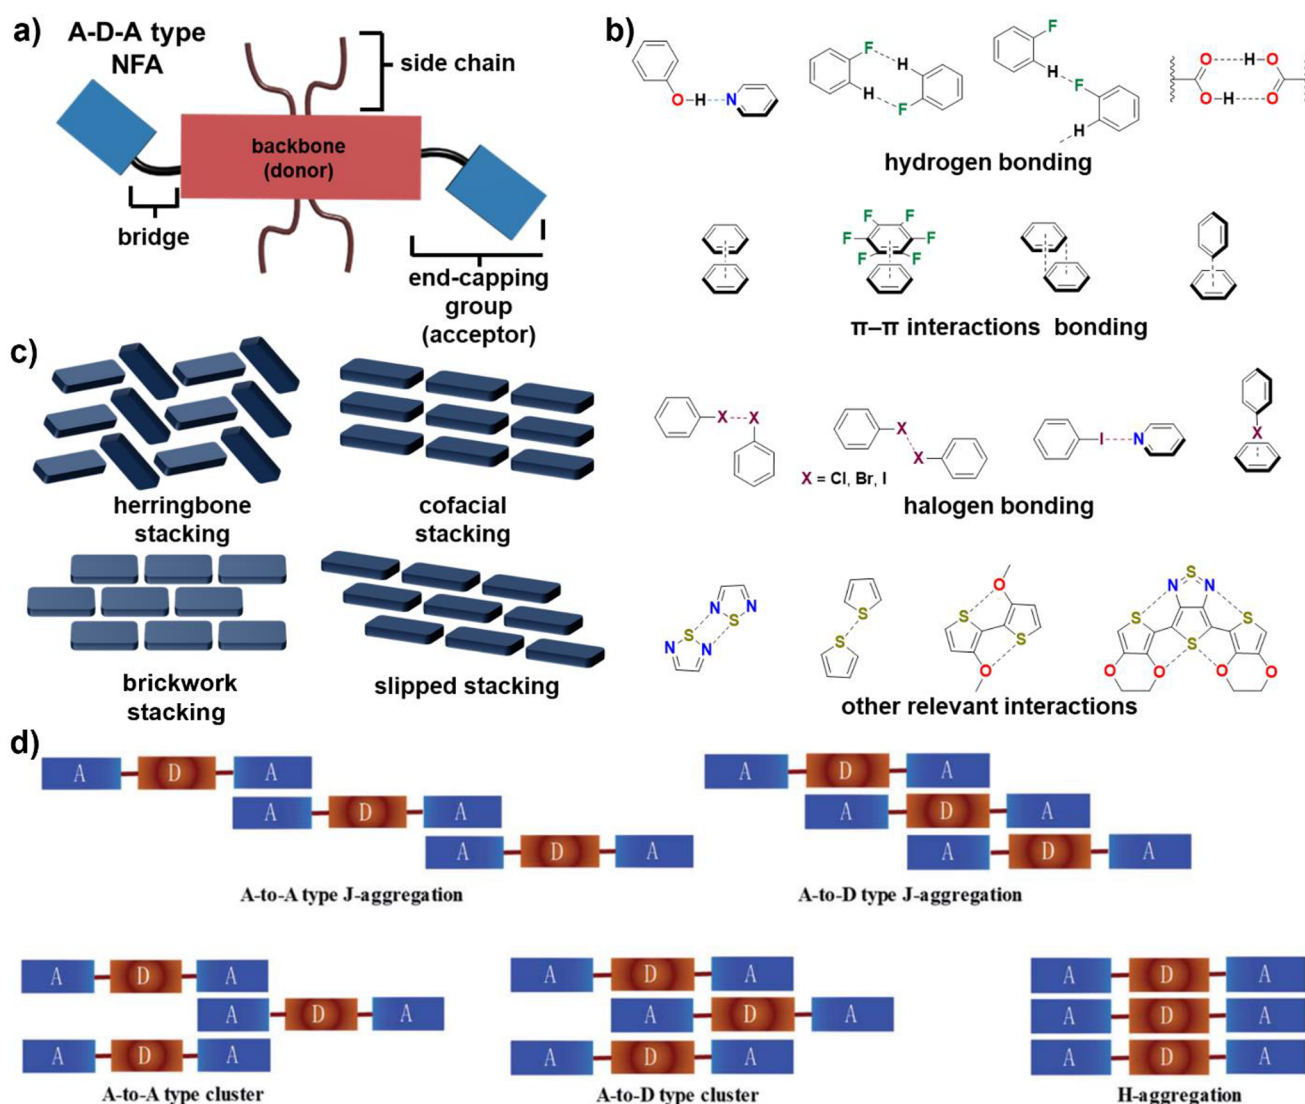 a)
A-D-A type
NFA
side chain
backbone
(donor)
bridge
end-capping
group
(acceptor)
b)
F
H
H
F
F
H
F
H
O
H
N
O
H
O
O
H
O
hydrogen bonding
F
F
F
F
F
F
π–π interactions bonding
X
X
X
X
X = Cl, Br, I
I
N
X
halogen bonding
N
S
N
N
S
N
S
S
O
S
S
O
S
N
N
S
S
S
O
O
O
O
other relevant interactions
c)
herringbone
stacking
cofacial
stacking
brickwork
stacking
slipped stacking
d)
A D A
A D A
A D A
A-to-A type J-aggregation
A D A
A D A
A D A
A-to-D type J-aggregation
A D A
A D A
A D A
A-to-A type cluster
A D A
A D A
A D A
A-to-D type cluster
A D A
A D A
A D A
H-aggregation